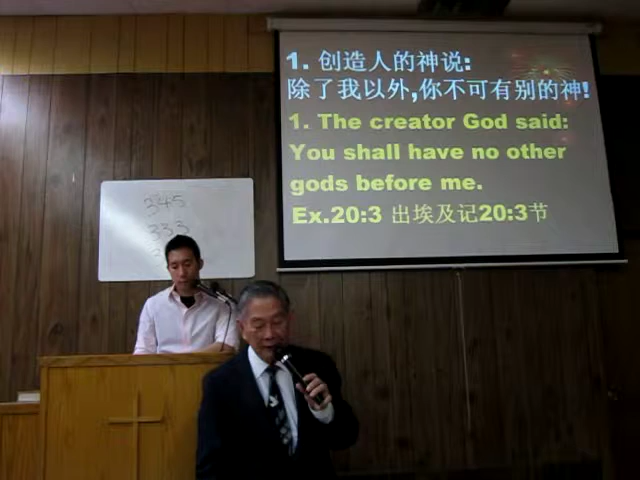 1. 创造人的神说:
除了我以外,你不可有别的神!
1. The creator God said:
You shall have no other
gods before me.
Ex.20:3 出埃及记20:3节
345
333